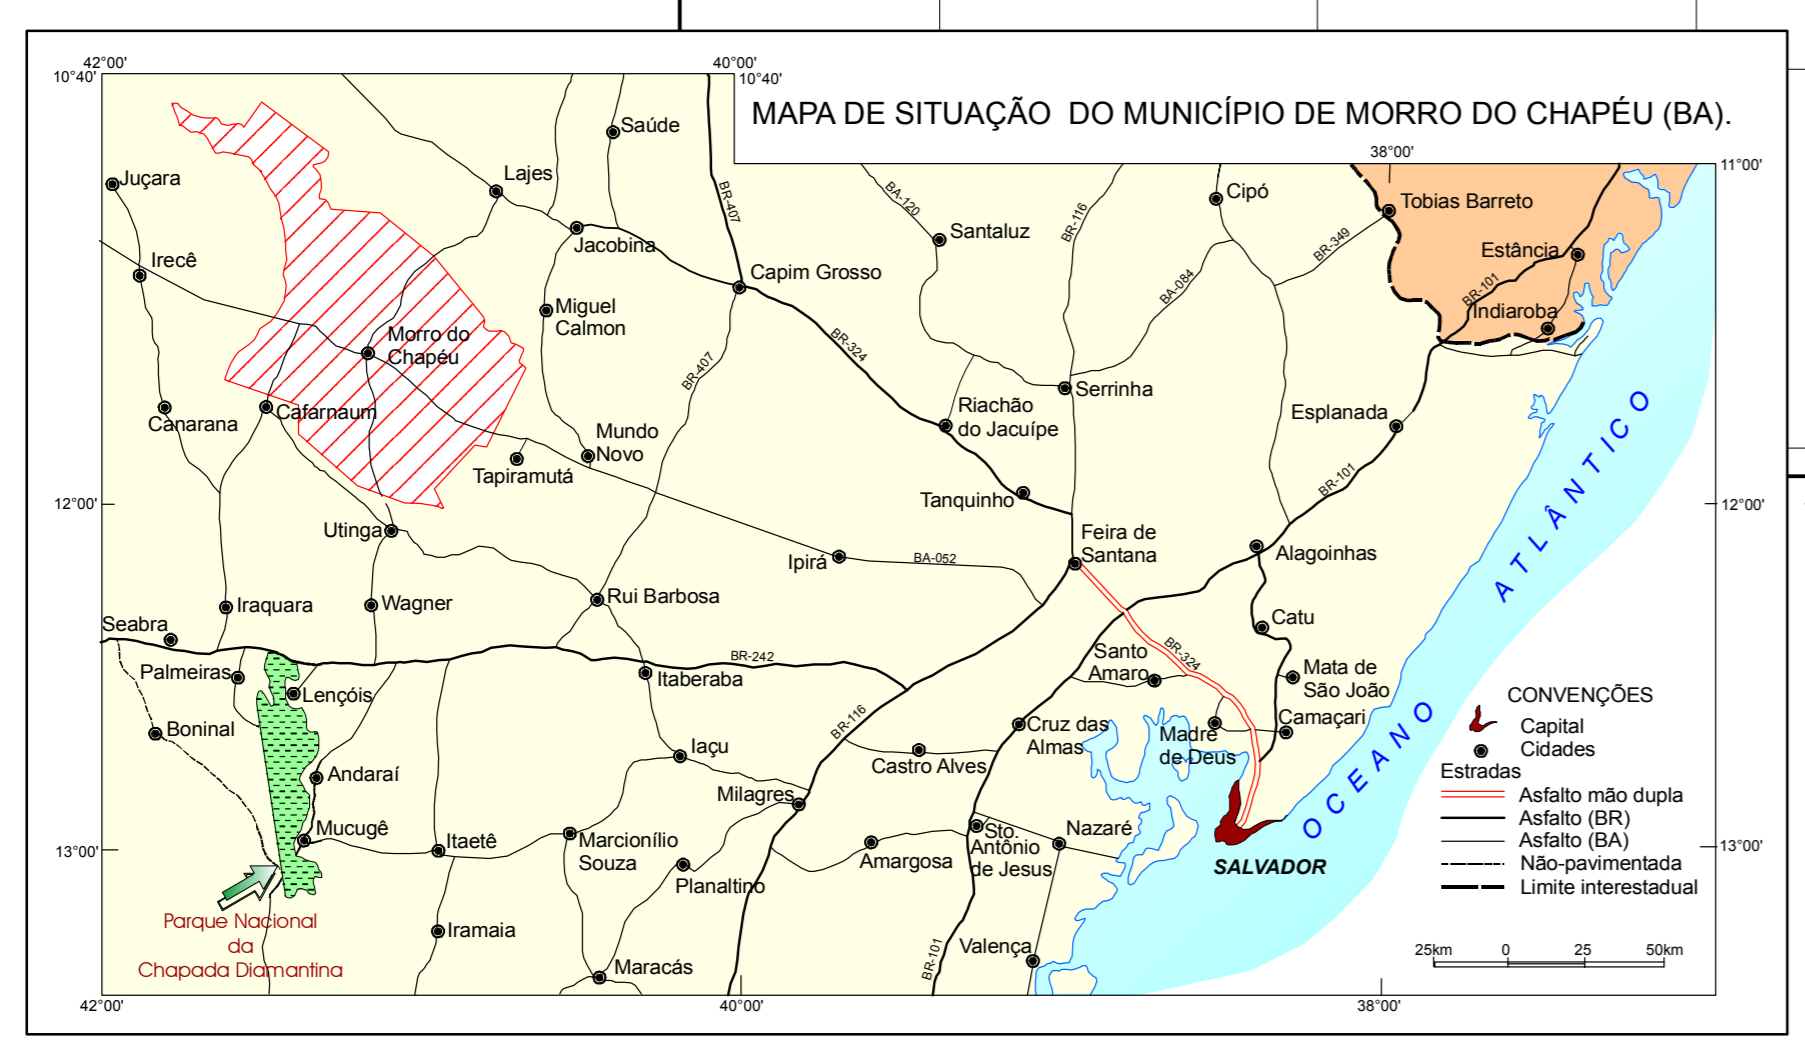 42°00'
40°00'
10°40'
10°40'
MAPA DE SITUAÇÃO DO MUNICÍPIO DE MORRO DO CHAPÉU (BA).
38°00'
11°00'
Saúde
Lajes
Juçara
BR-407
BA-120
Cipó
Tobias Barreto
BR-116
Santaluz
Jacobina
BR-349
Estância
Irecê
Capim Grosso
BA-084
BR-101
Miguel
Calmon
Indiaroba
Morro do
Chapéu
BR-324
BR-407
Serrinha
Riachão
do Jacuípe
Esplanada
Cafarnaum
Canarana
Mundo
Novo
Tapiramutá
BR-101
Tanquinho
12°00'
12°00'
Utinga
Feira de
Santana
Alagoinhas
Ipirá
BA-052
Iraquara
Wagner
Rui Barbosa
Seabra
Catu
BR-242
BR-324
Santo
Amaro
Palmeiras
Itaberaba
Mata de
São João
Lençóis
CONVENÇÕES
Boninal
BR-116
Cruz das
Almas
Camaçari
Capital
Madre
de Deus
Iaçu
Cidades
Castro Alves
Andaraí
Estradas
Milagres
Asfalto mão dupla
Asfalto (BR)
Mucugê
Itaetê
Marcionílio
Souza
Sto.
Antônio
de Jesus
Nazaré
Asfalto (BA)
13°00'
13°00'
Amargosa
SALVADOR
Não-pavimentada
Planaltino
Limite interestadual
OCEANO ATLÂNTICO
Parque Nacional
da
Chapada Diamantina
Iramaia
Valença
BR-101
Maracás
25km 0 25 50km
42°00'
40°00'
38°00'